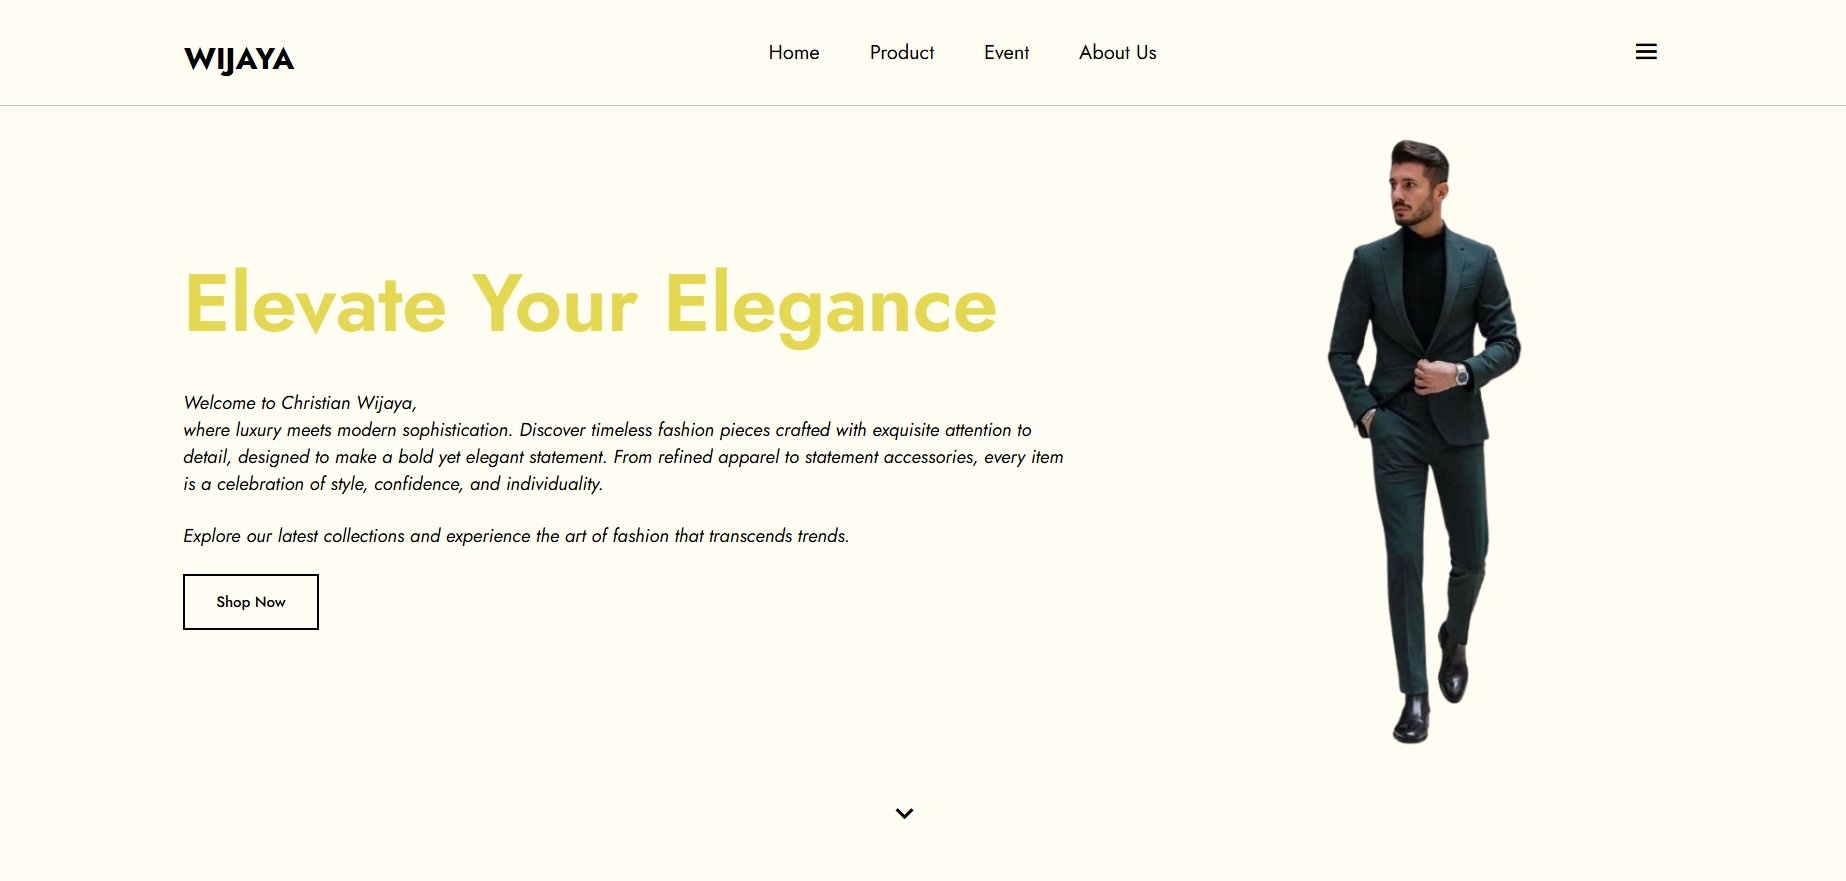 WIJAYA
Home Product Event About Us
Elevate Your Elegance
Welcome to Christian Wijaya,
where luxury meets modern sophistication. Discover timeless fashion pieces crafted with exquisite attention to
detail, designed to make a bold yet elegant statement. From refined apparel to statement accessories, every item
is a celebration of style, confidence, and individuality.
Explore our latest collections and experience the art of fashion that transcends trends.
Shop Now